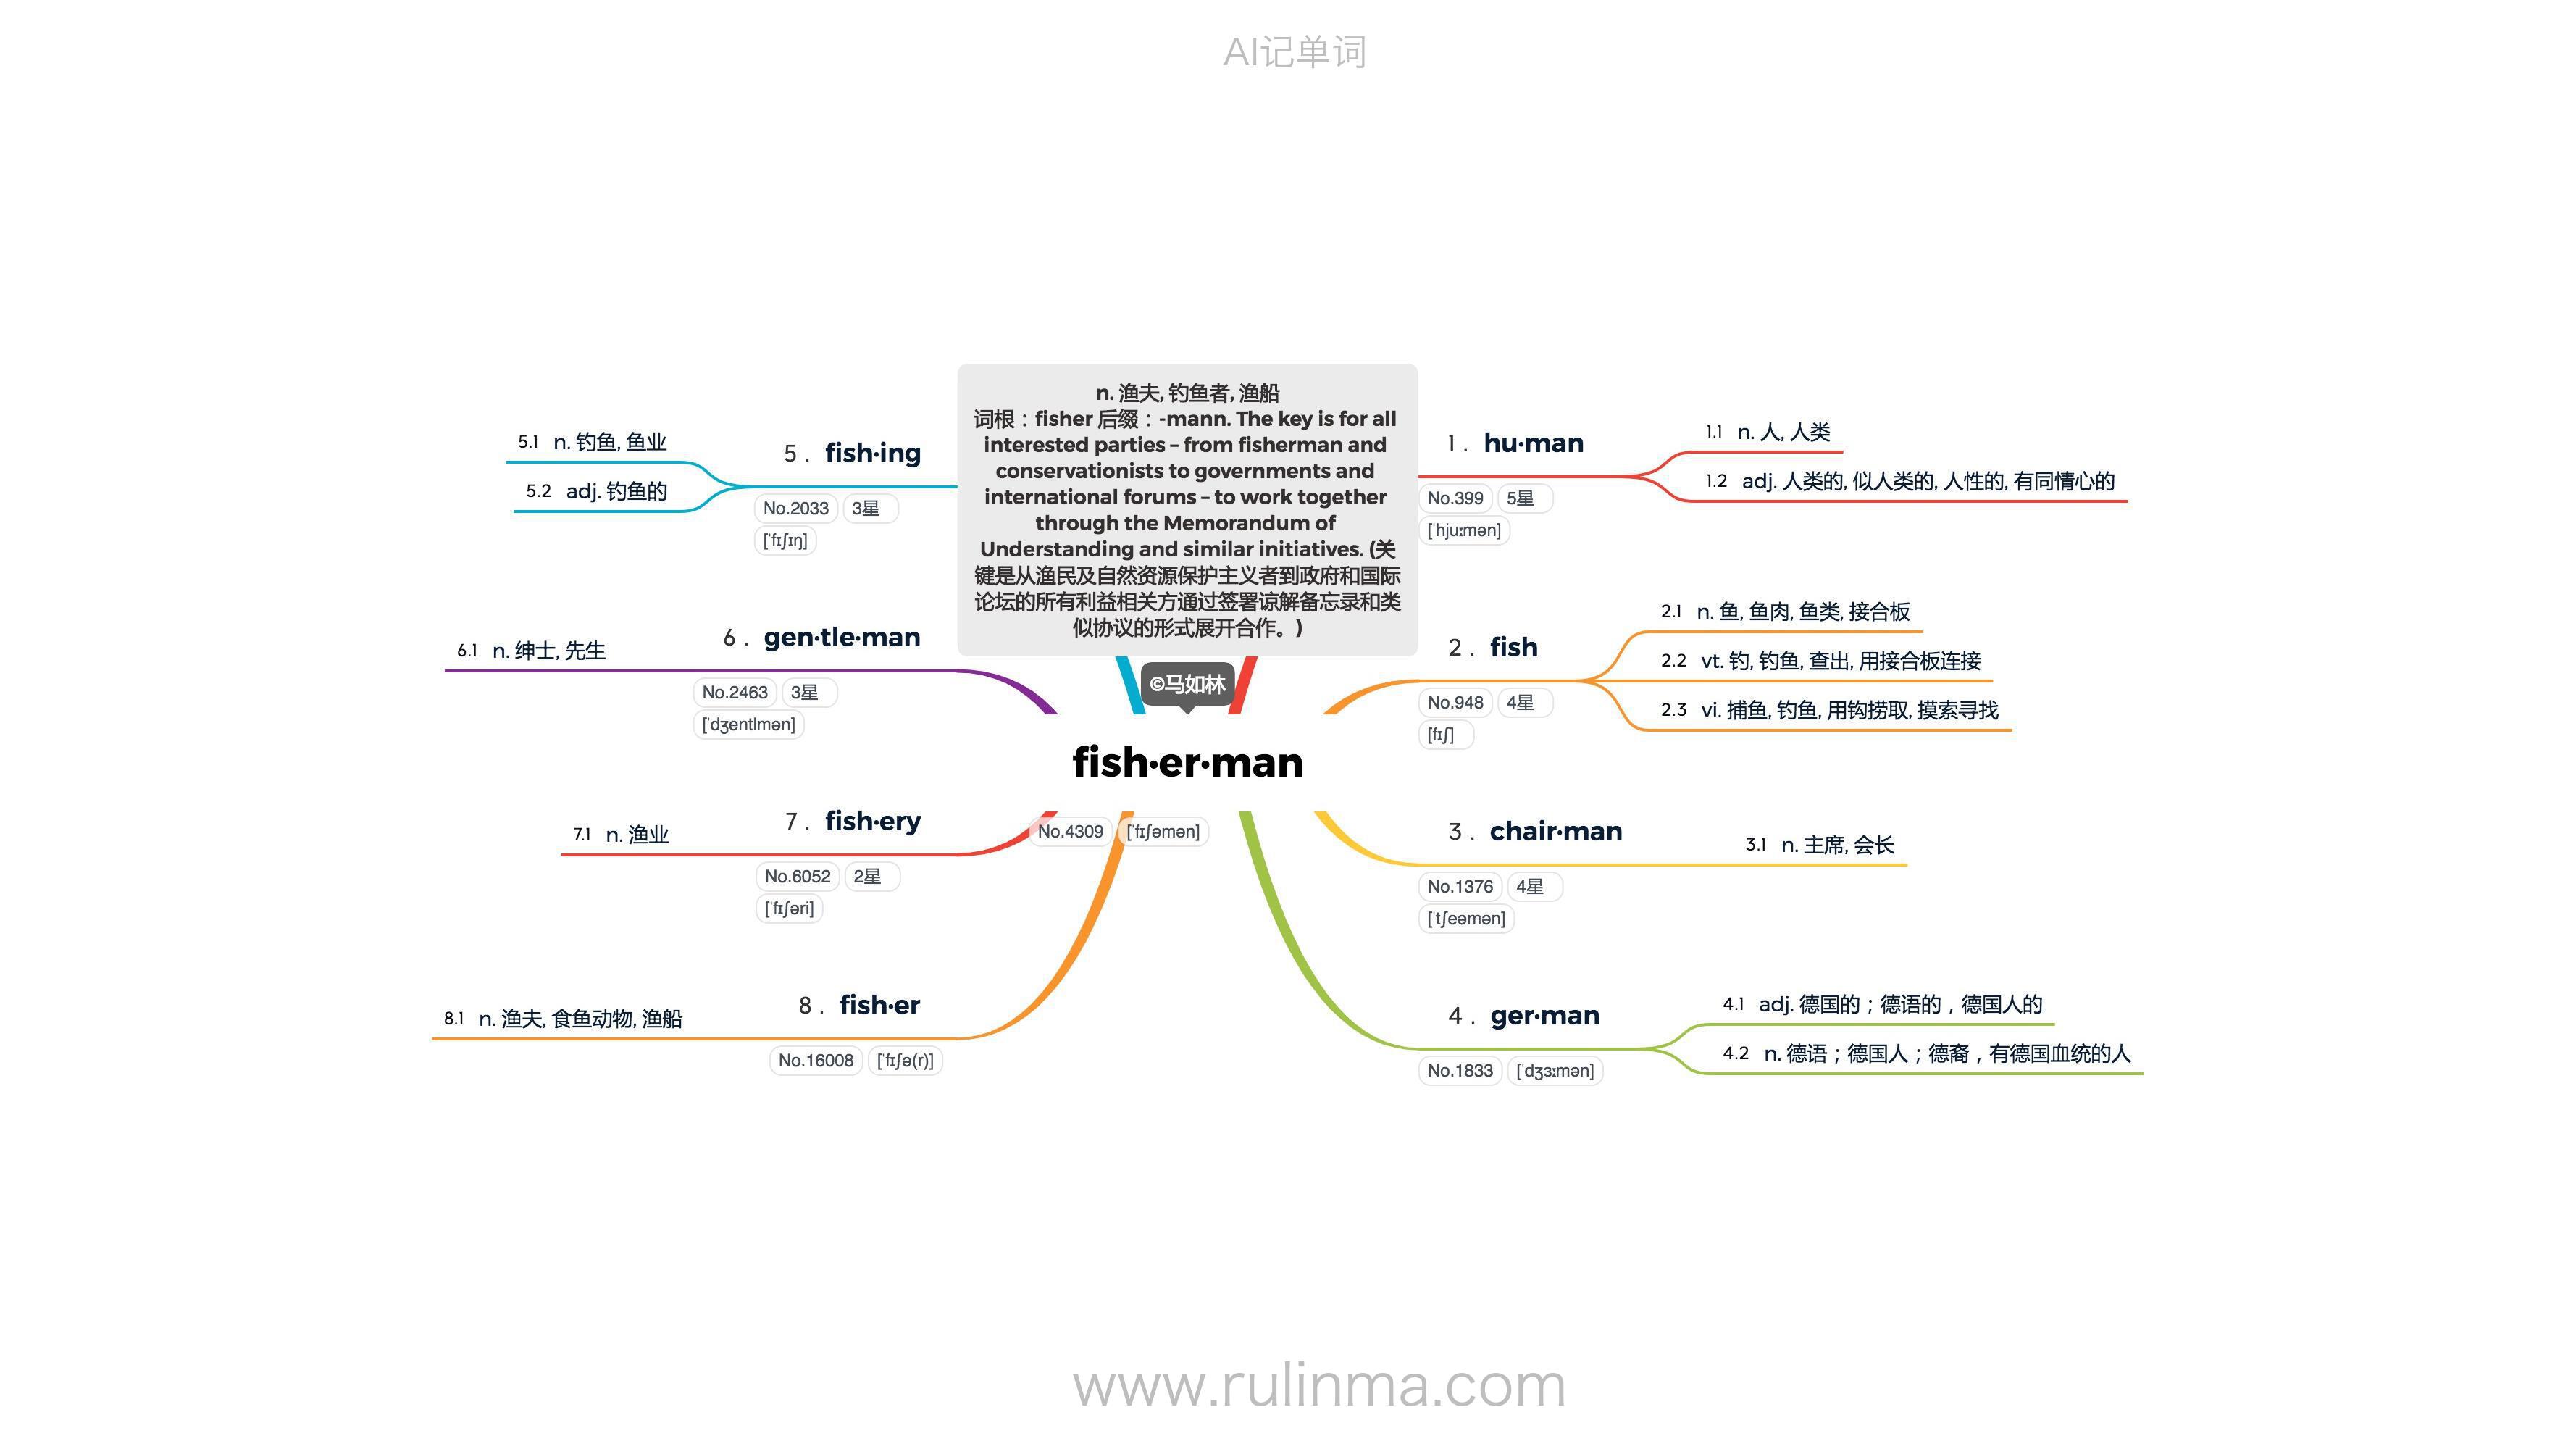 AI记单词
n. 渔夫, 钓鱼者, 渔船
词根：fisher 后缀：-mann. The key is for all
interested parties – from fisherman and
conservationists to governments and
international forums – to work together
through the Memorandum of
Understanding and similar initiatives. (关
键是从渔民及自然资源保护主义者到政府和国际
论坛的所有利益相关方通过签署谅解备忘录和类
似协议的形式展开合作。)
©马如林
fish·er·man
No.4309 [ˈfɪʃəmən]
1 . hu·man
No.399 5星
[ˈhjuːmən]
1.1 n. 人, 人类
1.2 adj. 人类的, 似人类的, 人性的, 有同情心的
2 . fish
No.948 4星
[fɪʃ]
2.1 n. 鱼, 鱼肉, 鱼类, 接合板
2.2 vt. 钓, 钓鱼, 查出, 用接合板连接
2.3 vi. 捕鱼, 钓鱼, 用钩捞取, 摸索寻找
3 . chair·man
No.1376 4星
[ˈtʃeəmən]
3.1 n. 主席, 会长
4 . ger·man
No.1833 [ˈdʒɜːmən]
4.1 adj. 德国的；德语的，德国人的
4.2 n. 德语；德国人；德裔，有德国血统的人
5 . fish·ing
No.2033 3星
[ˈfɪʃɪŋ]
5.1 n. 钓鱼, 鱼业
5.2 adj. 钓鱼的
6 . gen·tle·man
No.2463 3星
[ˈdʒentlmən]
6.1 n. 绅士, 先生
7 . fish·ery
No.6052 2星
[ˈfɪʃəri]
7.1 n. 渔业
8 . fish·er
No.16008 [ˈfɪʃə(r)]
8.1 n. 渔夫, 食鱼动物, 渔船
www.rulinma.com